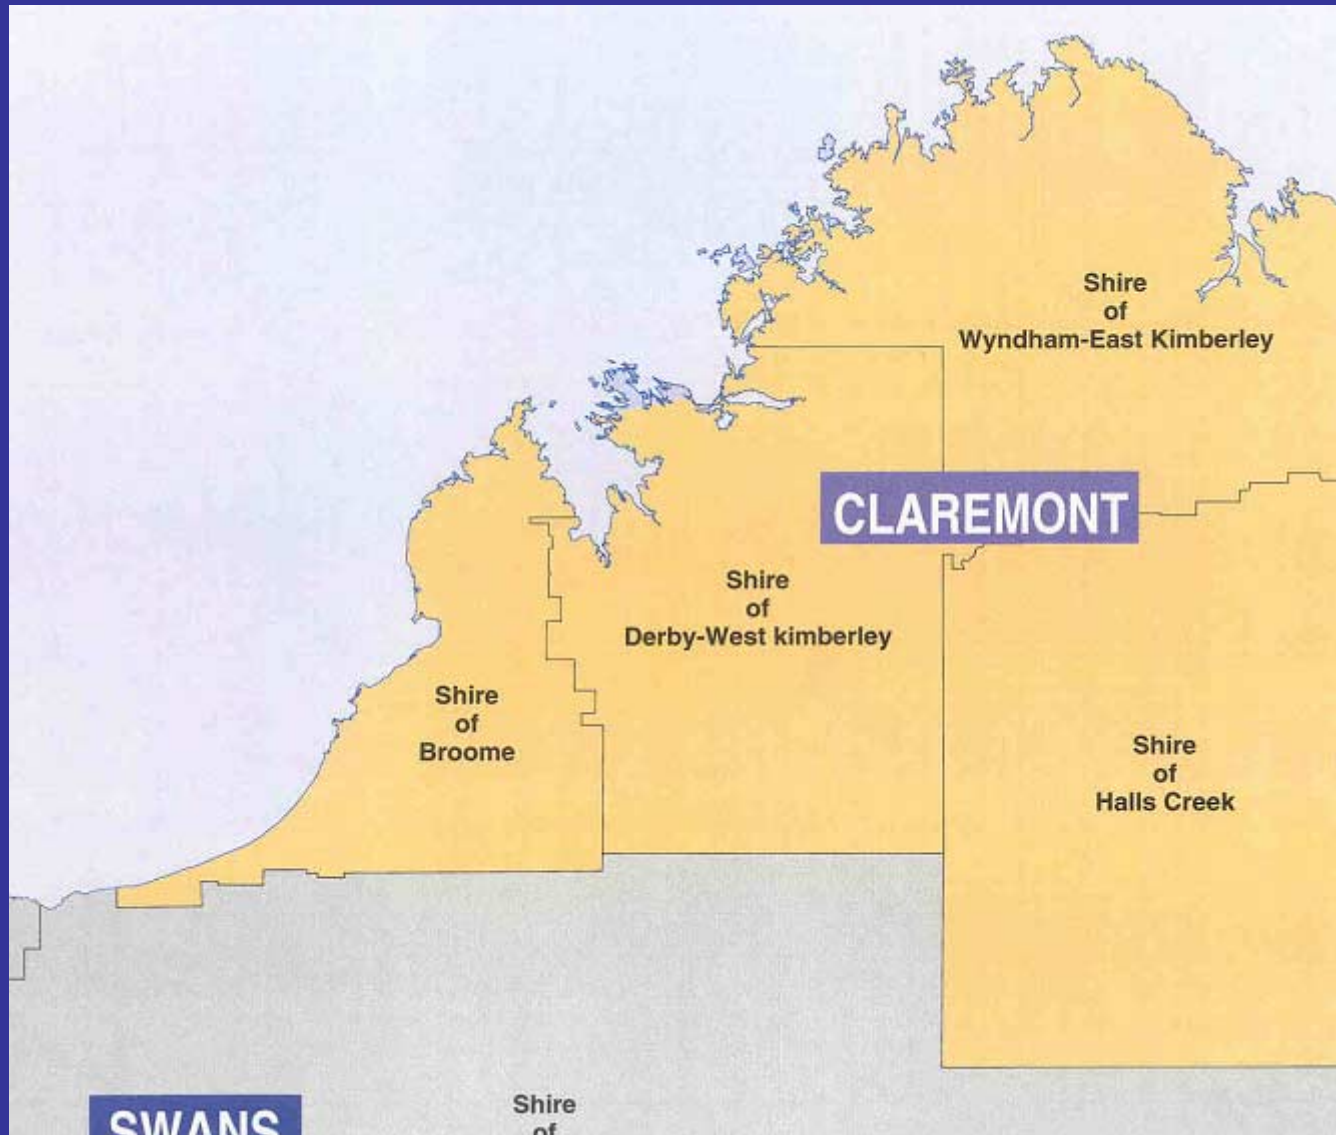 Shire
of
Wyndham-East Kimberley
CLAREMONT
Shire
of
Derby-West kimberley
Shire
of
Broome
Shire
of
Halls Creek
SWANS
Shire
of